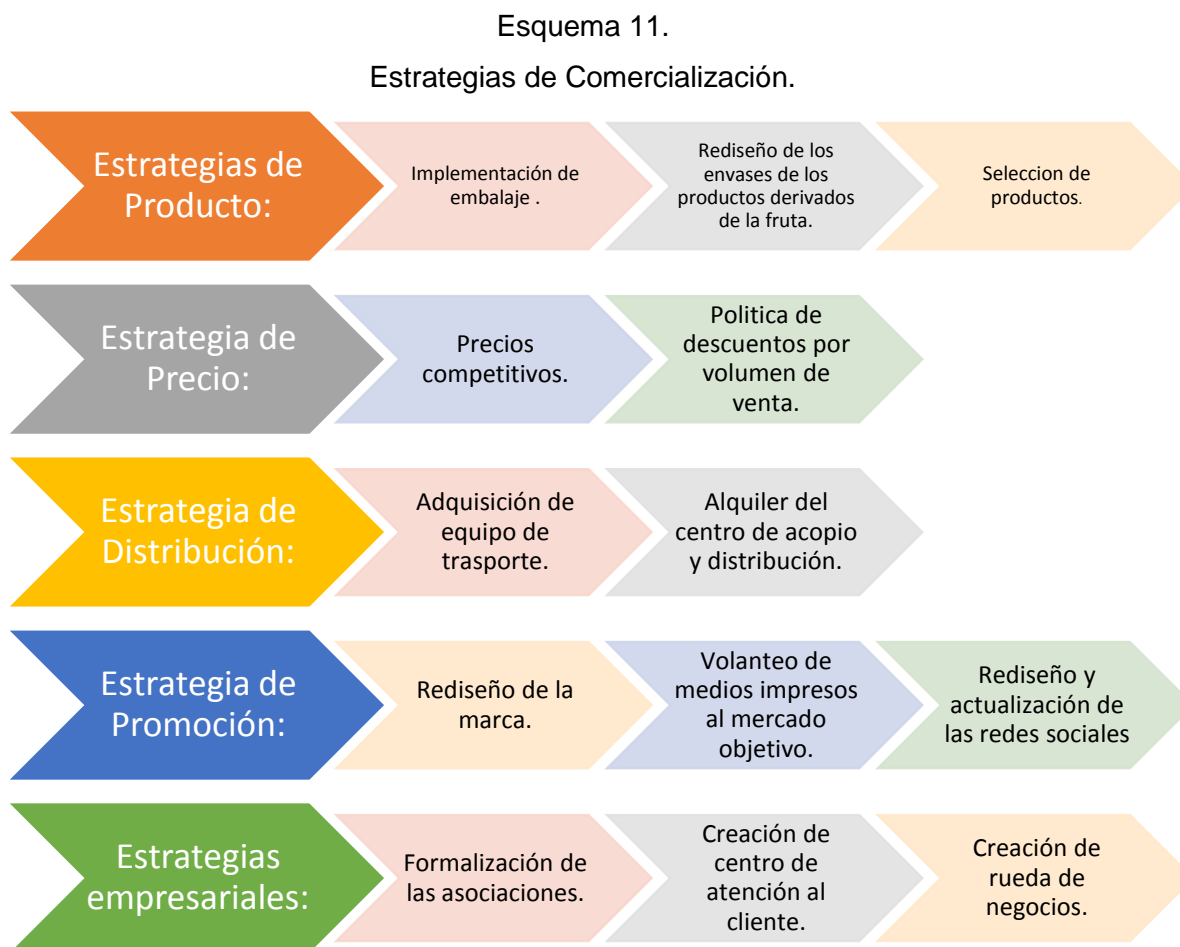 Esquema 11.
Estrategias de Comercialización.
Estrategias de
Producto:
Implementación de
embalaje .
Rediseño de los
envases de los
productos derivados
de la fruta.
Seleccion de
productos.
Estrategia de
Precio:
Precios
competitivos.
Politica de
descuentos por
volumen de
venta.
Estrategia de
Distribución:
Adquisición de
equipo de
trasporte.
Alquiler del
centro de acopio
y distribución.
Estrategia de
Promoción:
Rediseño de la
marca.
Volanteo de
medios impresos
al mercado
objetivo.
Rediseño y
actualización de
las redes sociales
Estrategias
empresariales:
Formalización de
las asociaciones.
Creación de
centro de
atención al
cliente.
Creación de
rueda de
negocios.